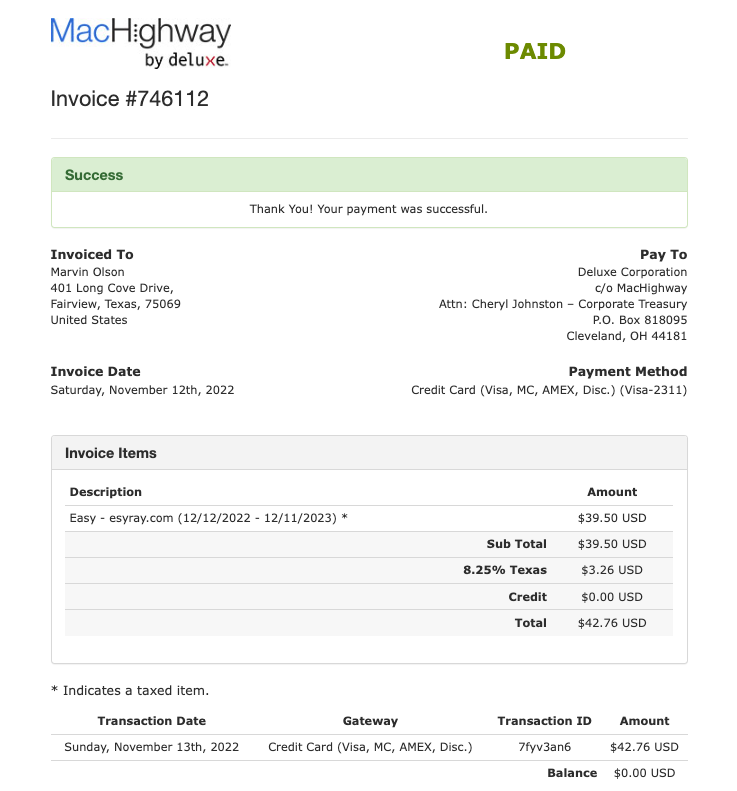 MacHighway
by deluxe.
PAID
Invoice #746112
Success
Thank You! Your payment was successful.
Invoiced To
Marvin Olson
401 Long Cove Drive,
Fairview, Texas, 75069
United States
Pay To
Deluxe Corporation
c/o MacHighway
Attn: Cheryl Johnston – Corporate Treasury
P.O. Box 818095
Cleveland, OH 44181
Invoice Date
Saturday, November 12th, 2022
Payment Method
Credit Card (Visa, MC, AMEX, Disc.) (Visa-2311)
Invoice Items
Description Amount
Easy - esyray.com (12/12/2022 - 12/11/2023) * $39.50 USD
Sub Total $39.50 USD
8.25% Texas $3.26 USD
Credit $0.00 USD
Total $42.76 USD
* Indicates a taxed item.
Transaction Date Gateway Transaction ID Amount
Sunday, November 13th, 2022 Credit Card (Visa, MC, AMEX, Disc.) 7fyv3an6 $42.76 USD
Balance $0.00 USD